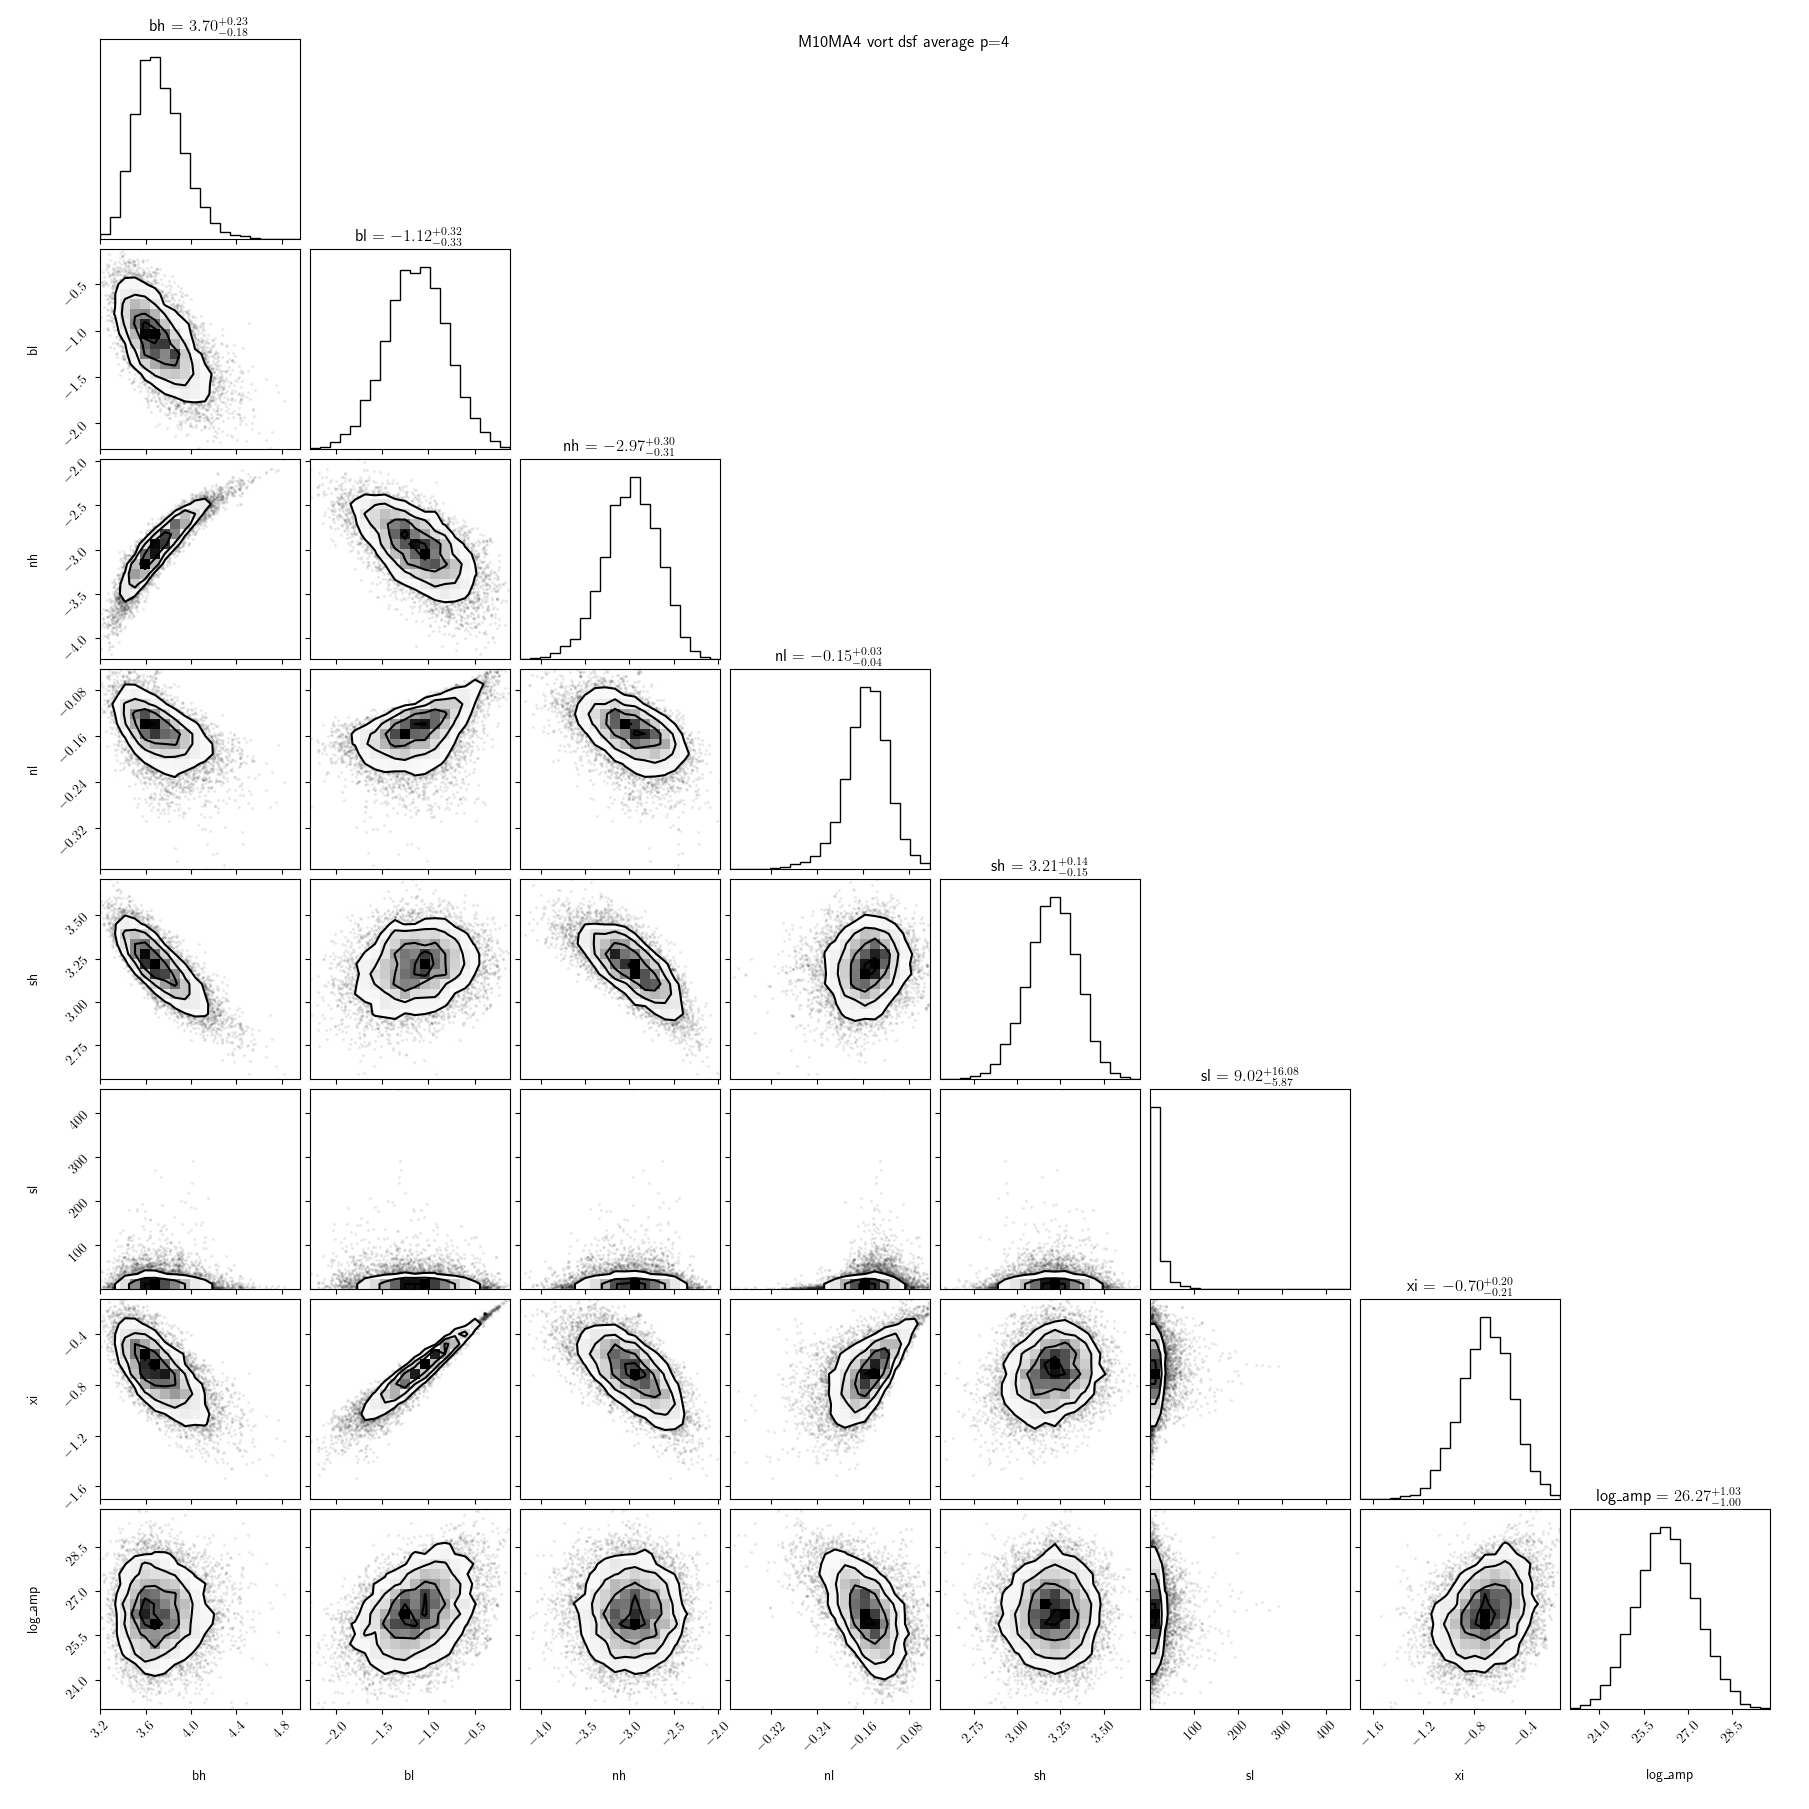 bh = 3.70+0.23 −0.18
M10MA4 vort dsf average p=4
bl = −1.12+0.32 −0.33
−0.5
−1.0
−1.5
−2.0
bl
nh = −2.97+0.30 −0.31
−2.0
−2.5
−3.0
−3.5
−4.0
nh
nl = −0.15+0.03 −0.04
−0.08
−0.16
−0.24
−0.32
nl
sh = 3.21+0.14 −0.15
3.50
3.25
3.00
2.75
sh
sl = 9.02+16.08 −5.87
400
300
200
100
sl
xi = −0.70+0.20 −0.21
−0.4
−0.8
−1.2
−1.6
xi
log_amp = 26.27+1.03 −1.00
28.5
27.0
25.5
24.0
log_amp
3.2 3.6 4.0 4.4 4.8
−2.0 −1.5 −1.0 −0.5
−4.0 −3.5 −3.0 −2.5 −2.0
−0.32 −0.24 −0.16 −0.08
2.75 3.00 3.25 3.50
100 200 300 400
−1.6 −1.2 −0.8 −0.4
24.0 25.5 27.0 28.5
bh bl nh nl sh sl xi log_amp